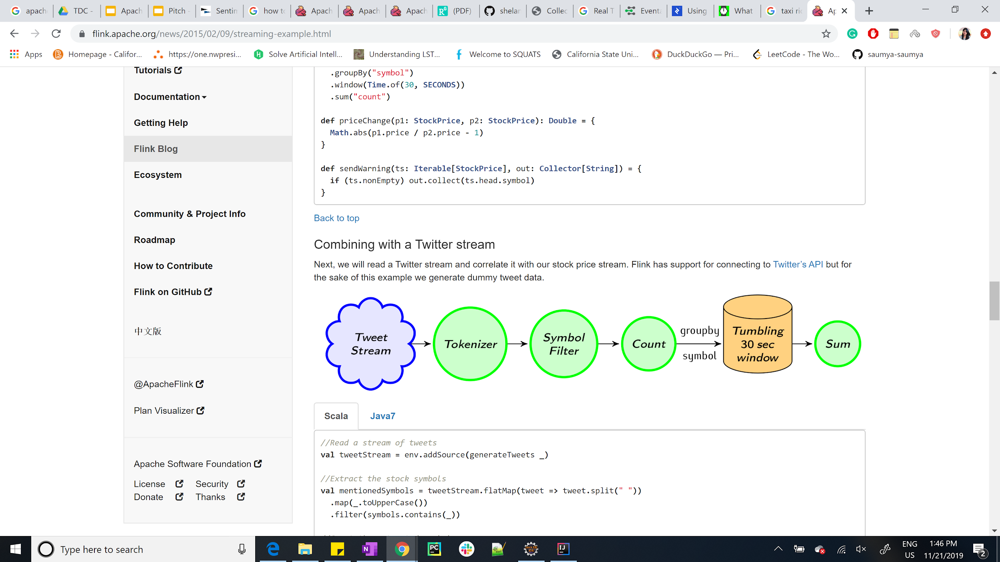 apach
TDC -
Apach
Pitch -
Sentin
how to
Apach
Apach
Apach
(PDF)
shelar
Collec
Real T
Eventa
Using
What
taxi ric
Ap
flink.apache.org/news/2015/02/09/streaming-example.html
Apps
Homepage - Califor...
https://one.nwpresi...
Solve Artificial Intell...
Understanding LST...
Welcome to SQUATS
California State Uni...
DuckDuckGo — Pri...
LeetCode - The Wo...
saumya-saumya
Tutorials
Documentation
Getting Help
Flink Blog
Ecosystem
Community & Project Info
Roadmap
How to Contribute
Flink on GitHub
中文版
@ApacheFlink
Plan Visualizer
Apache Software Foundation
License Security
Donate Thanks
.groupBy("symbol")
.window(Time.of(30, SECONDS))
.sum("count")
def priceChange(p1: StockPrice, p2: StockPrice): Double = {
Math.abs(p1.price / p2.price - 1)
}
def sendWarning(ts: Iterable[StockPrice], out: Collector[String]) = {
if (ts.nonEmpty) out.collect(ts.head.symbol)
}
Back to top
Combining with a Twitter stream
Next, we will read a Twitter stream and correlate it with our stock price stream. Flink has support for connecting to Twitter’s API but for
the sake of this example we generate dummy tweet data.
Tweet
Stream
Tokenizer
Symbol
Filter
Count
groupby
symbol
Tumbling
30 sec
window
Sum
Scala
Java7
//Read a stream of tweets
val tweetStream = env.addSource(generateTweets _)
//Extract the stock symbols
val mentionedSymbols = tweetStream.flatMap(tweet => tweet.split(" "))
.map(_.toUpperCase())
.filter(symbols.contains(_))
Type here to search
ENG
US
1:46 PM
11/21/2019
2